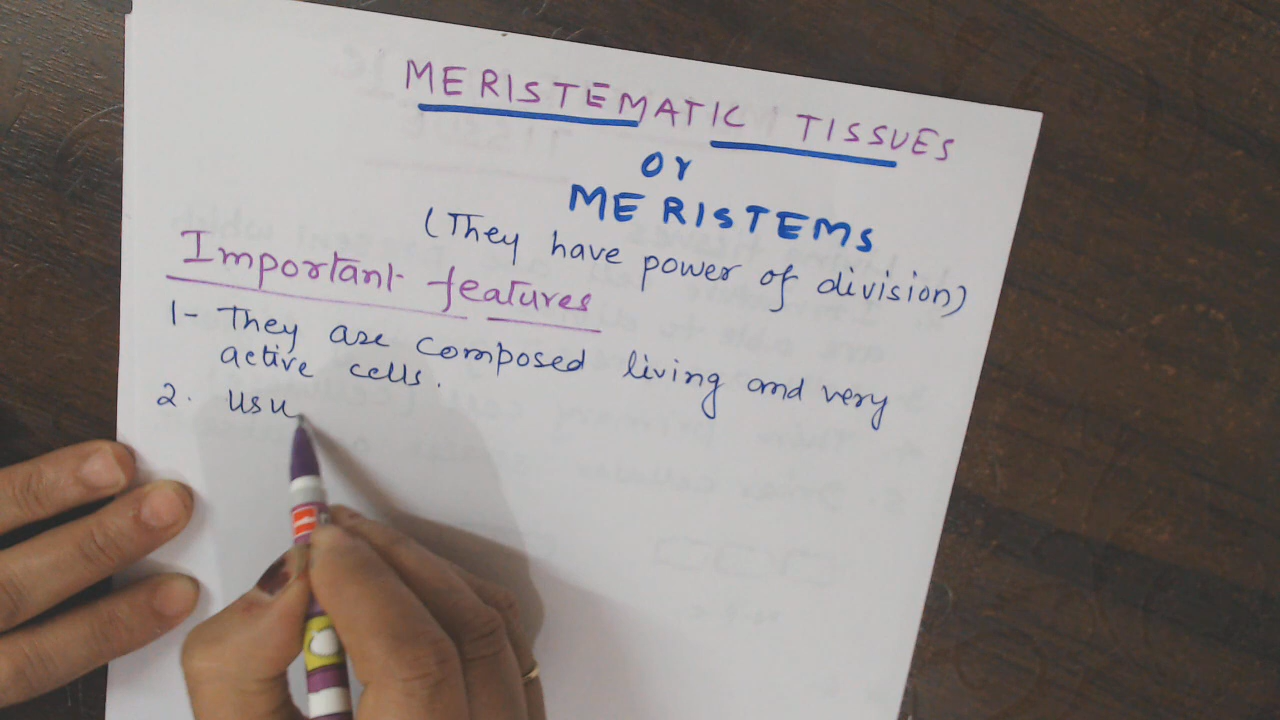 MERISTEMATIC TISSUES
Or
MERISTEMS
(They have power of division)
Important features
1- They are composed living and very
active cells.
2. usu